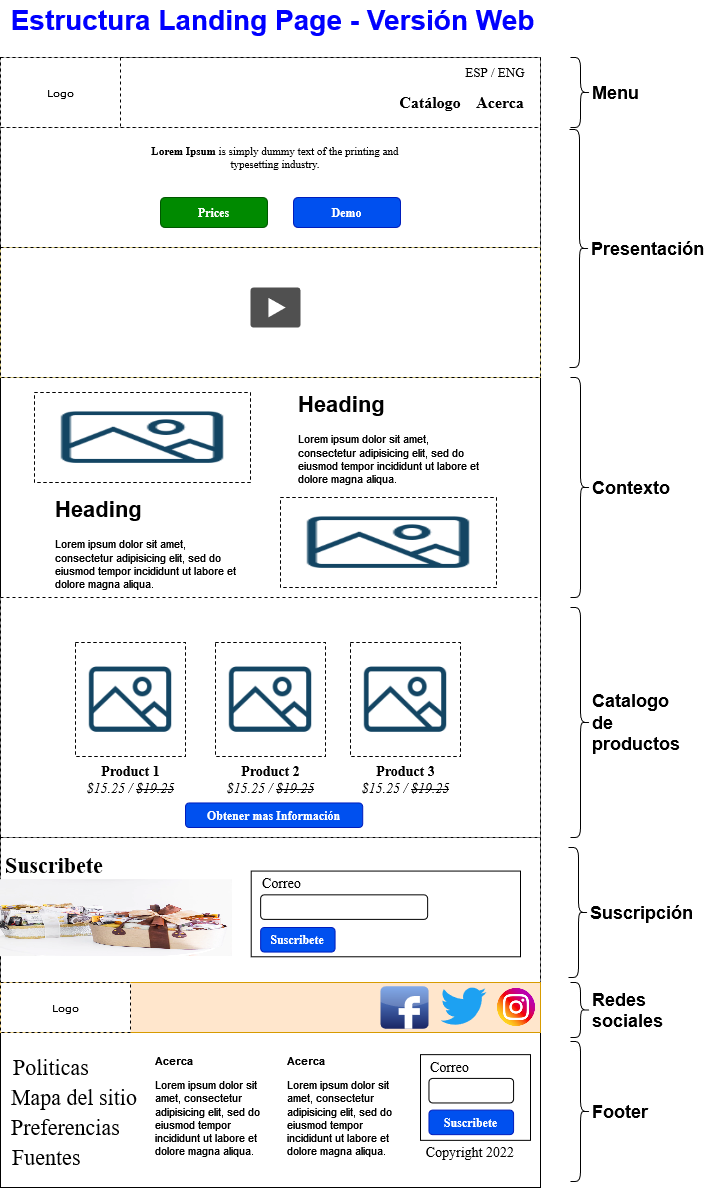 Estructura Landing Page - Versión Web
Logo
ESP / ENG
Catálogo Acerca
Menu
Lorem Ipsum is simply dummy text of the printing and
typesetting industry.
Prices
Demo
Presentación
Heading
Lorem ipsum dolor sit amet,
consectetur adipisicing elit, sed do
eiusmod tempor incididunt ut labore et
dolore magna aliqua.
Heading
Lorem ipsum dolor sit amet,
consectetur adipisicing elit, sed do
eiusmod tempor incididunt ut labore et
dolore magna aliqua.
Contexto
Product 1
$15.25 / $19.25
Product 2
$15.25 / $19.25
Product 3
$15.25 / $19.25
Obtener mas Información
Catalogo
de
productos
Suscribete
Correo
Suscribete
Suscripción
Logo
Redes
sociales
Politicas
Mapa del sitio
Preferencias
Fuentes
Acerca
Lorem ipsum dolor sit
amet, consectetur
adipisicing elit, sed do
eiusmod tempor
incididunt ut labore et
dolore magna aliqua.
Acerca
Lorem ipsum dolor sit
amet, consectetur
adipisicing elit, sed do
eiusmod tempor
incididunt ut labore et
dolore magna aliqua.
Correo
Suscribete
Copyright 2022
Footer